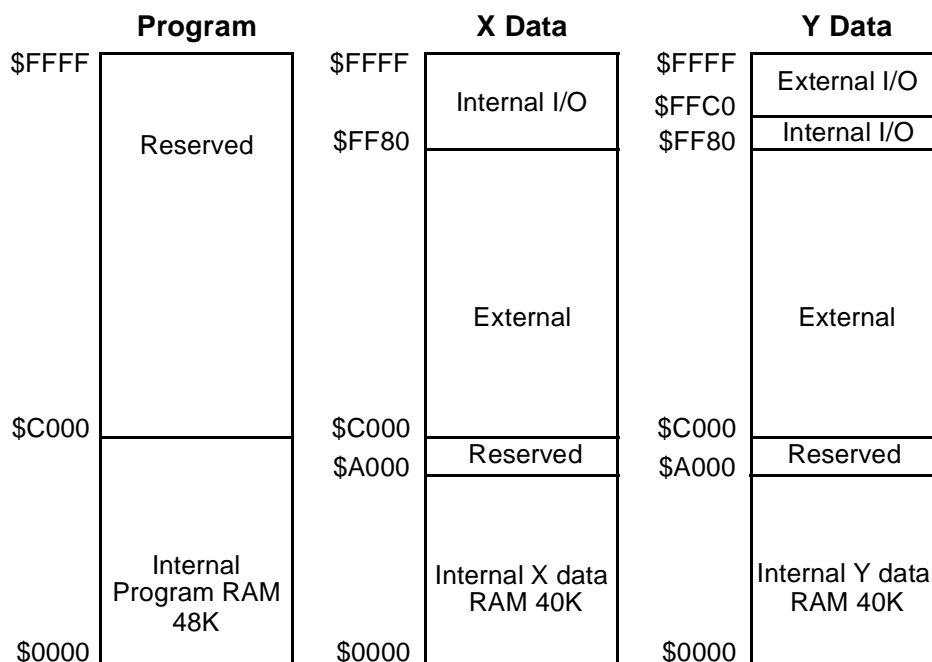 Program
$FFFF
Reserved
$C000
Internal
Program RAM
48K
$0000
X Data
$FFFF
Internal I/O
$FF80
External
$C000
Reserved
$A000
Internal X data
RAM 40K
$0000
Y Data
$FFFF
External I/O
$FFC0
Internal I/O
$FF80
External
$C000
Reserved
$A000
Internal Y data
RAM 40K
$0000